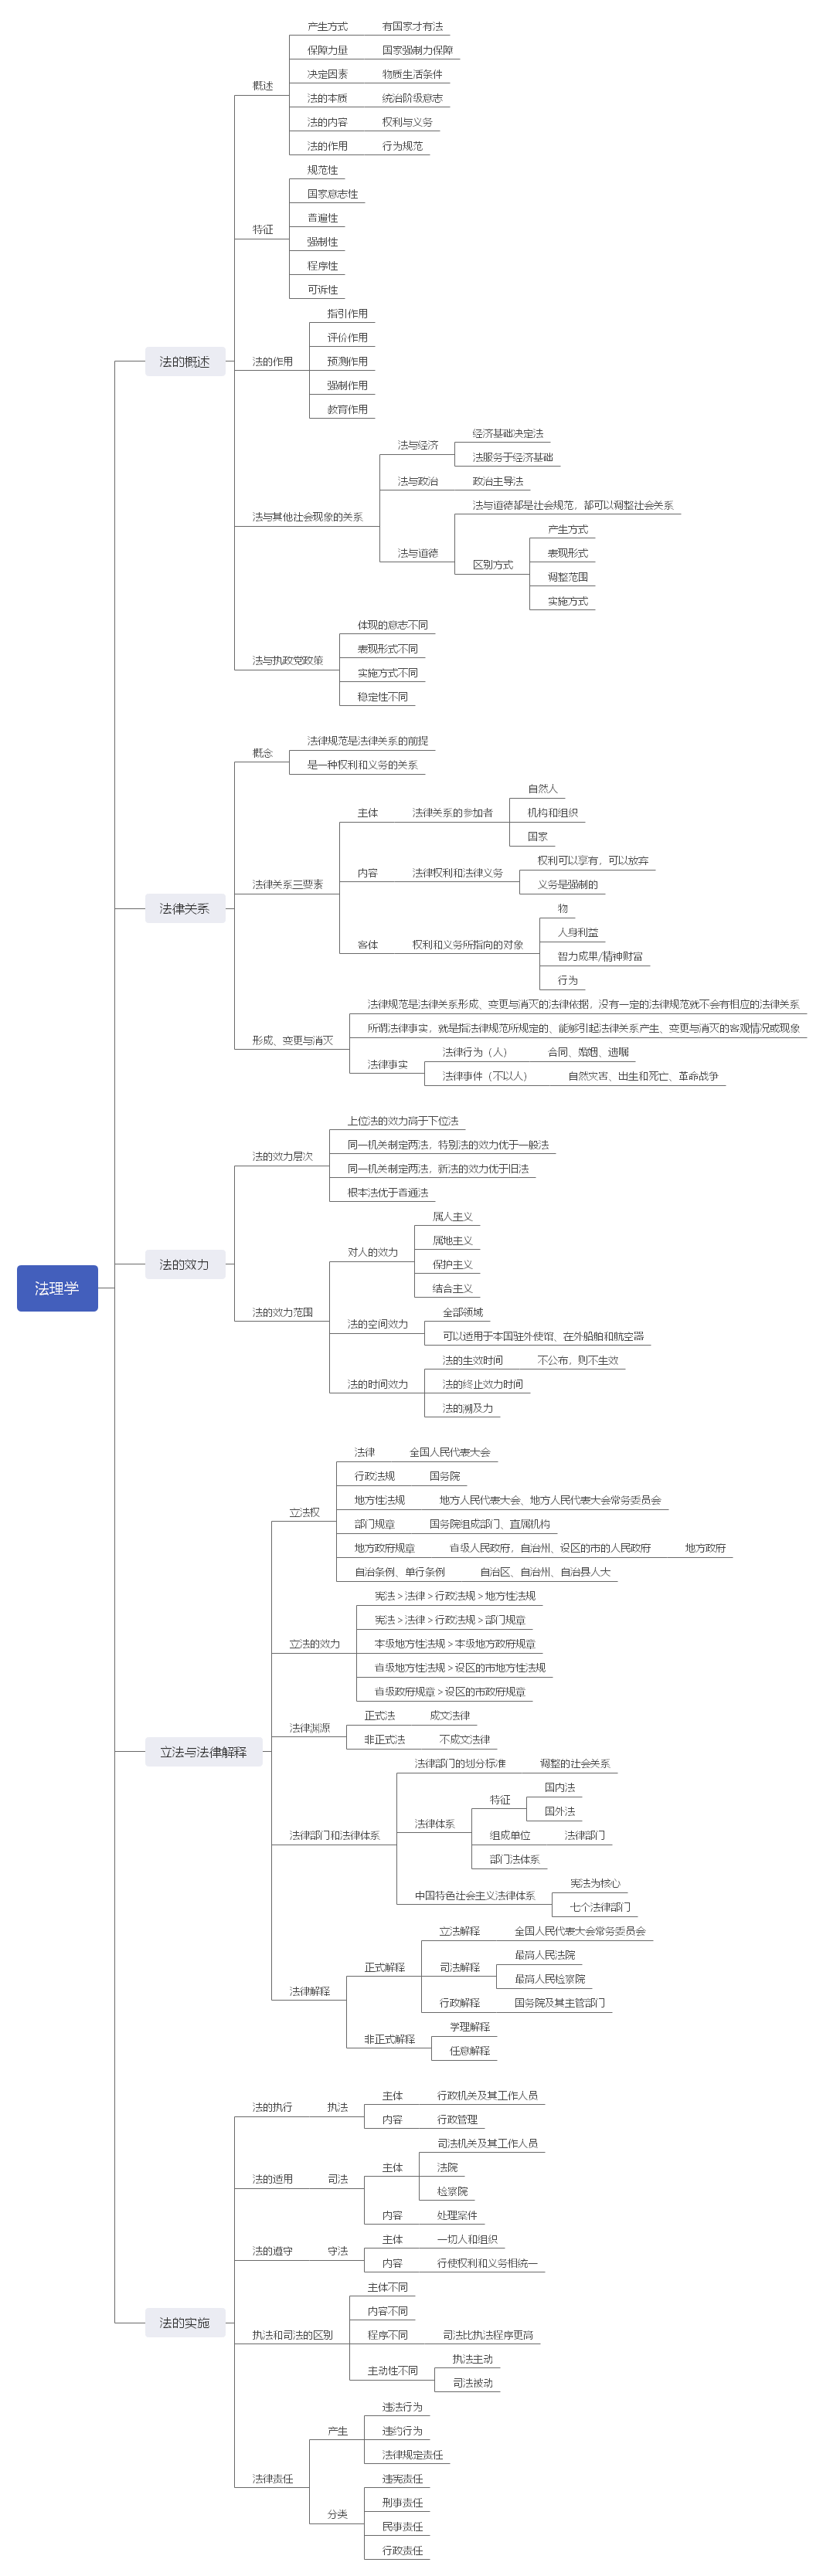 法理学
法的概述
概述
产生方式 有国家才有法
保障力量 国家强制力保障
决定因素 物质生活条件
法的本质 统治阶级意志
法的内容 权利与义务
法的作用 行为规范
特征
规范性
国家意志性
普遍性
强制性
程序性
可诉性
法的作用
指引作用
评价作用
预测作用
强制作用
教育作用
法与其他社会现象的关系
法与经济
经济基础决定法
法服务于经济基础
法与政治 政治主导法
法与道德
法与道德都是社会规范，都可以调整社会关系
区别方式
产生方式
表现形式
调整范围
实施方式
法与执政党政策
体现的意志不同
表现形式不同
实施方式不同
稳定性不同
法律关系
概念
法律规范是法律关系的前提
是一种权利和义务的关系
法律关系三要素
主体 法律关系的参加者
自然人
机构和组织
国家
内容 法律权利和法律义务
权利可以享有，可以放弃
义务是强制的
客体 权利和义务所指向的对象
物
人身利益
智力成果/精神财富
行为
形成、变更与消灭
法律规范是法律关系形成、变更与消灭的法律依据，没有一定的法律规范就不会有相应的法律关系
所谓法律事实，就是指法律规范所规定的、能够引起法律关系产生、变更与消灭的客观情况或现象
法律事实
法律行为（人） 合同、婚姻、遗嘱
法律事件（不以人） 自然灾害、出生和死亡、革命战争
法的效力
法的效力层次
上位法的效力高于下位法
同一机关制定两法，特别法的效力优于一般法
同一机关制定两法，新法的效力优于旧法
根本法优于普通法
法的效力范围
对人的效力
属人主义
属地主义
保护主义
结合主义
法的空间效力
全部领域
可以适用于本国驻外使馆、在外船舶和航空器
法的时间效力
法的生效时间 不公布，则不生效
法的终止效力时间
法的溯及力
立法与法律解释
立法权
法律 全国人民代表大会
行政法规 国务院
地方性法规 地方人民代表大会、地方人民代表大会常务委员会
部门规章 国务院组成部门、直属机构
地方政府规章 省级人民政府，自治州、设区的市的人民政府 地方政府
自治条例、单行条例 自治区、自治州、自治县人大
立法的效力
宪法 > 法律 > 行政法规 > 地方性法规
宪法 > 法律 > 行政法规 > 部门规章
本级地方性法规 > 本级地方政府规章
省级地方性法规 > 设区的市地方性法规
省级政府规章 > 设区的市政府规章
法律渊源
正式法 成文法律
非正式法 不成文法律
法律部门和法律体系
法律部门的划分标准 调整的社会关系
法律体系
特征
国内法
国外法
组成单位 法律部门
部门法体系
中国特色社会主义法律体系
宪法为核心
七个法律部门
法律解释
正式解释
立法解释 全国人民代表大会常务委员会
司法解释
最高人民法院
最高人民检察院
行政解释 国务院及其主管部门
非正式解释
学理解释
任意解释
法的实施
法的执行 执法
主体 行政机关及其工作人员
内容 行政管理
法的适用 司法
主体
司法机关及其工作人员
法院
检察院
内容 处理案件
法的遵守 守法
主体 一切人和组织
内容 行使权利和义务相统一
执法和司法的区别
主体不同
内容不同
程序不同 司法比执法程序更高
主动性不同
执法主动
司法被动
法律责任
产生
违法行为
违约行为
法律规定责任
分类
违宪责任
刑事责任
民事责任
行政责任